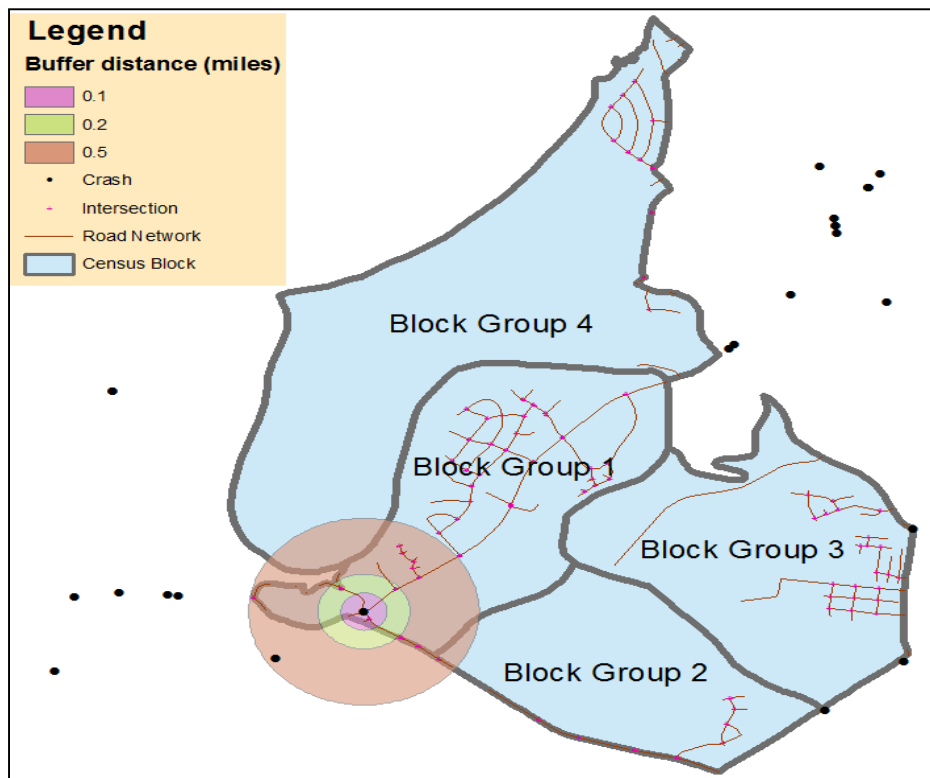 Legend
Buffer distance (miles)
0.1
0.2
0.5
Crash
Intersection
Road Network
Census Block
Block Group 4
Block Group 1
Block Group 3
Block Group 2